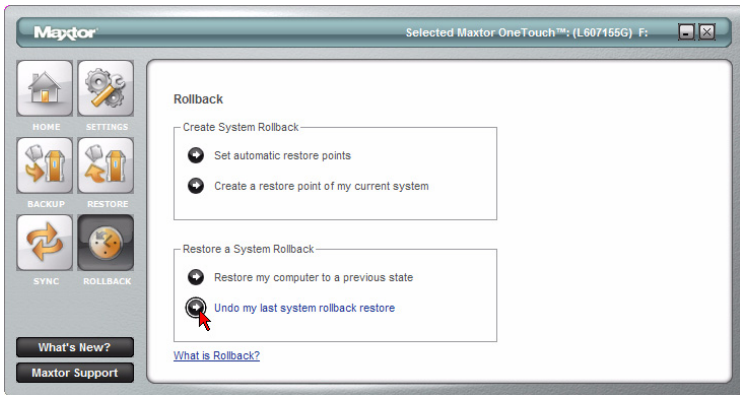 Maxtor
Selected Maxtor OneTouch™: (L607155G) F:
HOME SETTINGS
BACKUP RESTORE
SYNC ROLLBACK
What's New?
Maxtor Support
Rollback
Create System Rollback
Set automatic restore points
Create a restore point of my current system
Restore a System Rollback
Restore my computer to a previous state
Undo my last system rollback restore
What is Rollback?